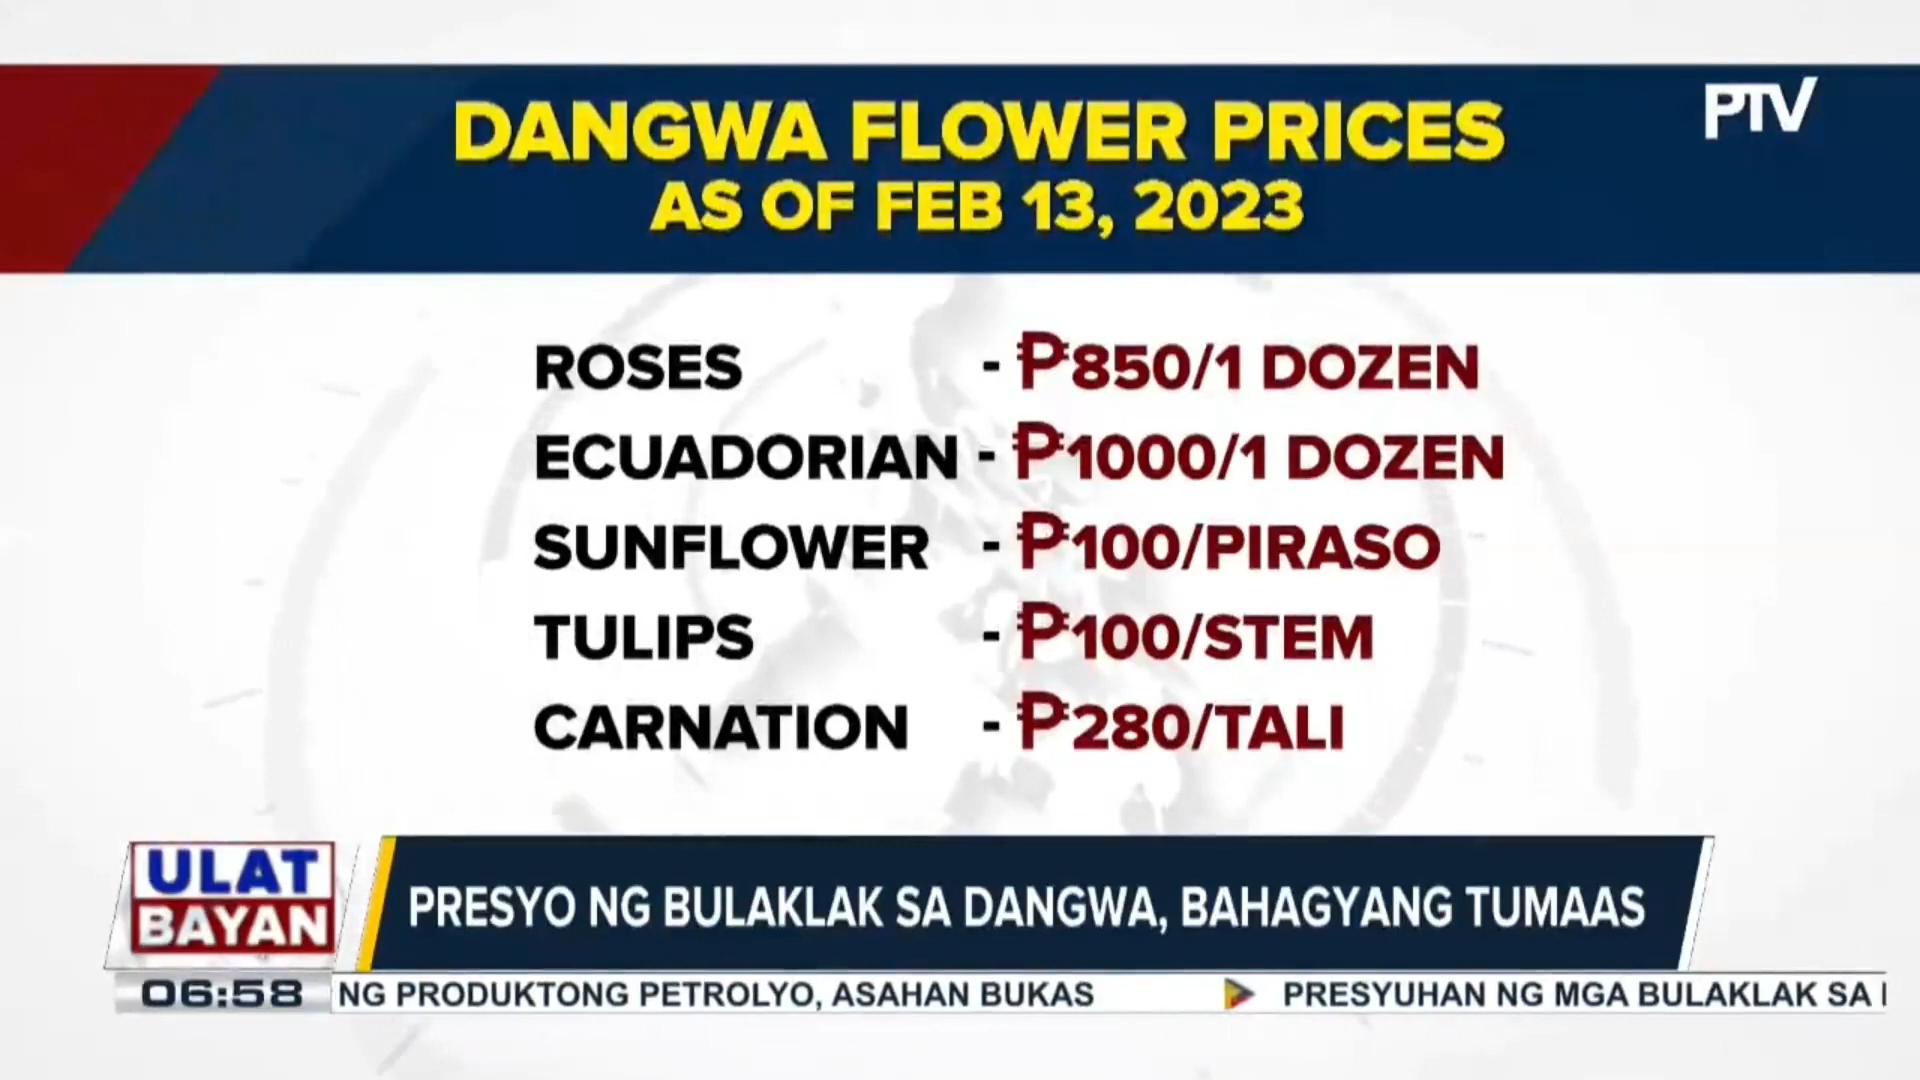 DANGWA FLOWER PRICES
AS OF FEB 13, 2023
PTV
ROSES - ₱850/1 DOZEN
ECUADORIAN - ₱1000/1 DOZEN
SUNFLOWER - ₱100/PIRASO
TULIPS - ₱100/STEM
CARNATION - ₱280/TALI
ULAT
BAYAN
PRESYO NG BULAKLAK SA DANGWA, BAHAGYANG TUMAAS
06:58 NG PRODUKTONG PETROLYO, ASAHAN BUKAS PRESYUHAN NG MGA BULAKLAK SA